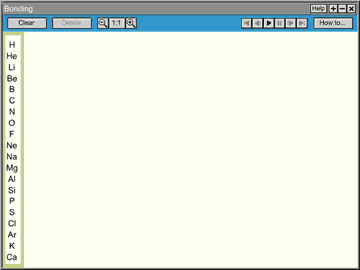 Bonding Help
Clear Delete 1:1 How to...
H
He
Li
Be
B
C
N
O
F
Ne
Na
Mg
Al
Si
P
S
Cl
Ar
K
Ca